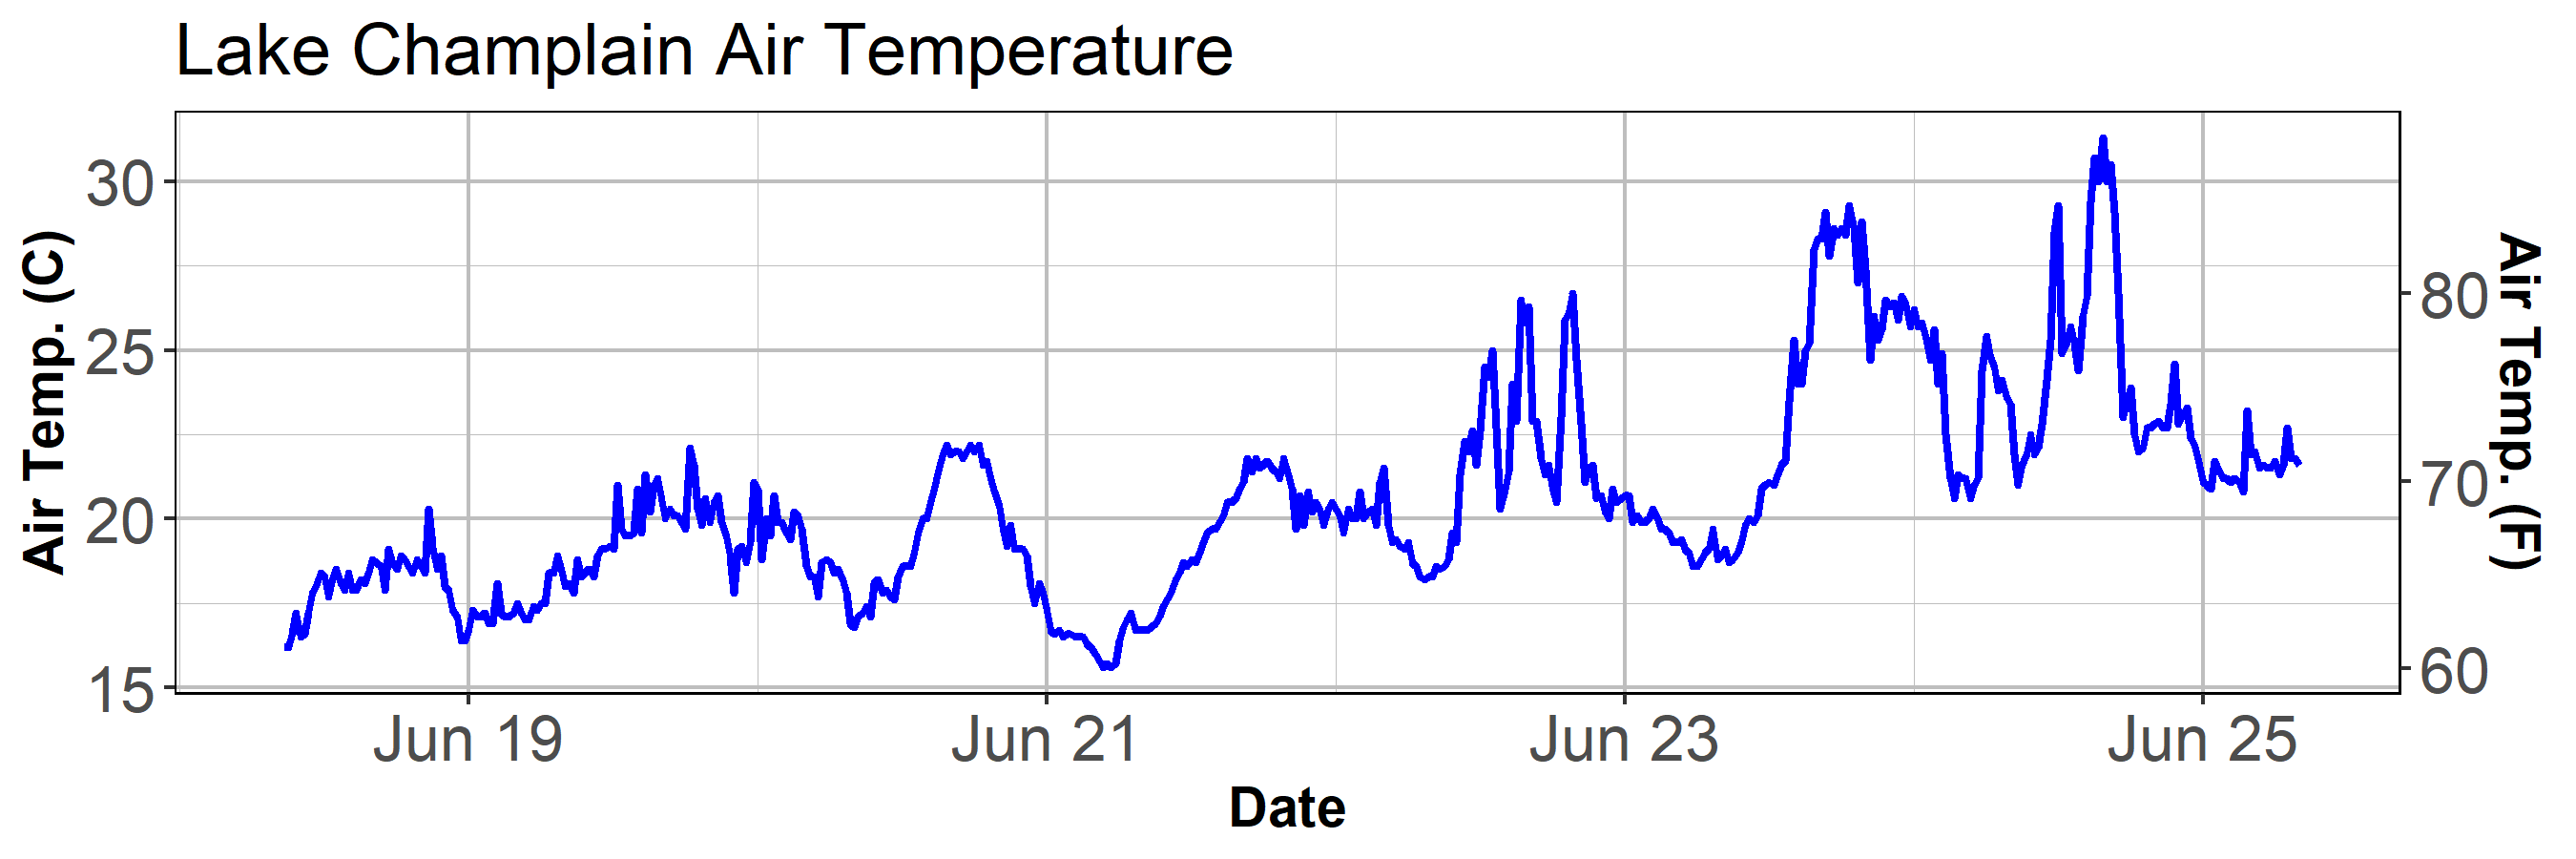 Lake Champlain Air Temperature
Air Temp. (C)
30
25
20
15
80
70
60
Air Temp. (F)
Jun 19
Jun 21
Jun 23
Jun 25
Date